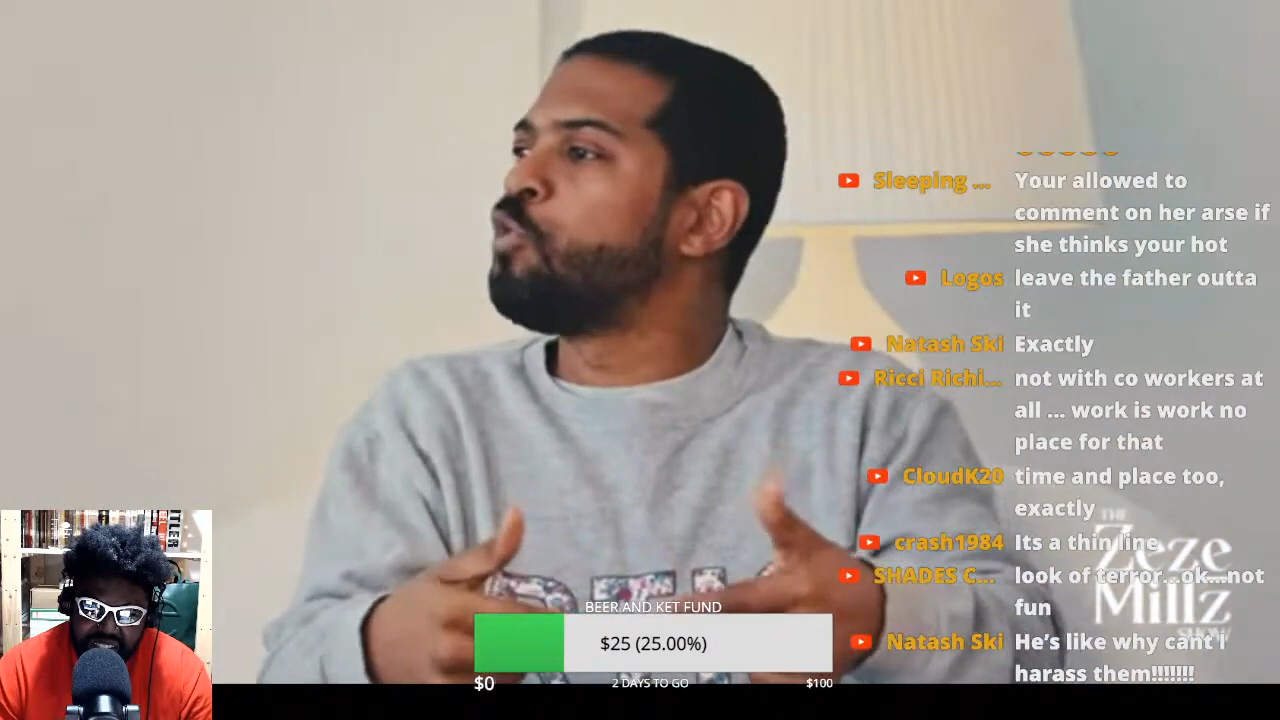 Sleeping ...
Your allowed to
comment on her arse if
she thinks your hot
Logos
leave the father outta
it
Natash Ski
Exactly
Ricci Richi...
not with co workers at
all ... work is work no
place for that
CloudK20
time and place too,
exactly
crash1984
Its a thin line
SHADES C...
look of terror...ok...not
fun
Natash Ski
He's like why cant I
harass them!!!!!!!
THE
Zeze
Millz
SHOW
BEER AND KET FUND
$25 (25.00%)
$0
2 DAYS TO GO
$100